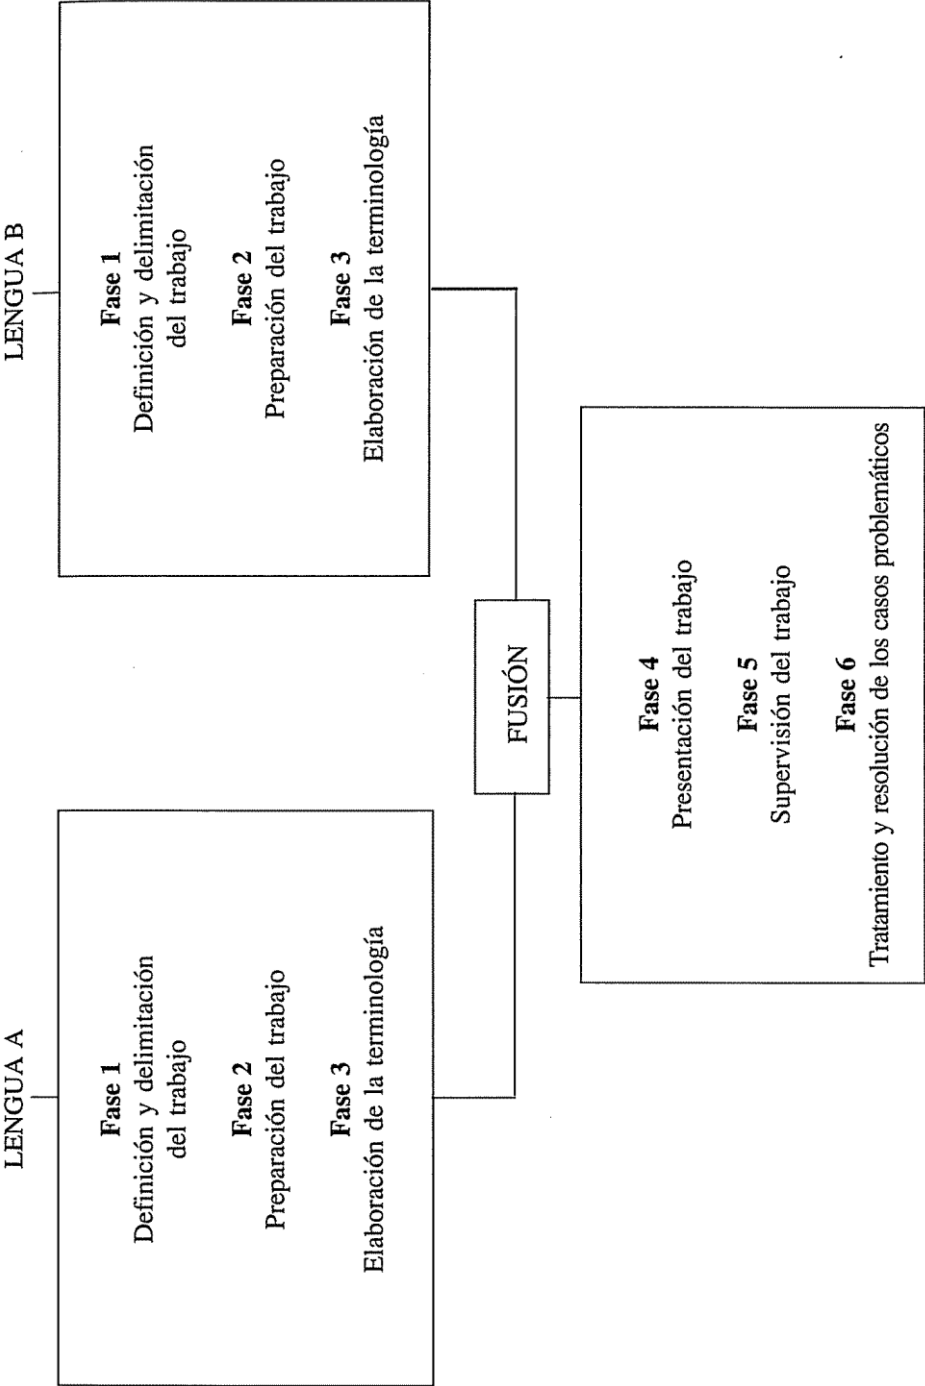 LENGUA A
Fase 1
Definición y delimitación
del trabajo
Fase 2
Preparación del trabajo
Fase 3
Elaboración de la terminología
LENGUA B
Fase 1
Definición y delimitación
del trabajo
Fase 2
Preparación del trabajo
Fase 3
Elaboración de la terminología
FUSIÓN
Fase 4
Presentación del trabajo
Fase 5
Supervisión del trabajo
Fase 6
Tratamiento y resolución de los casos problemáticos